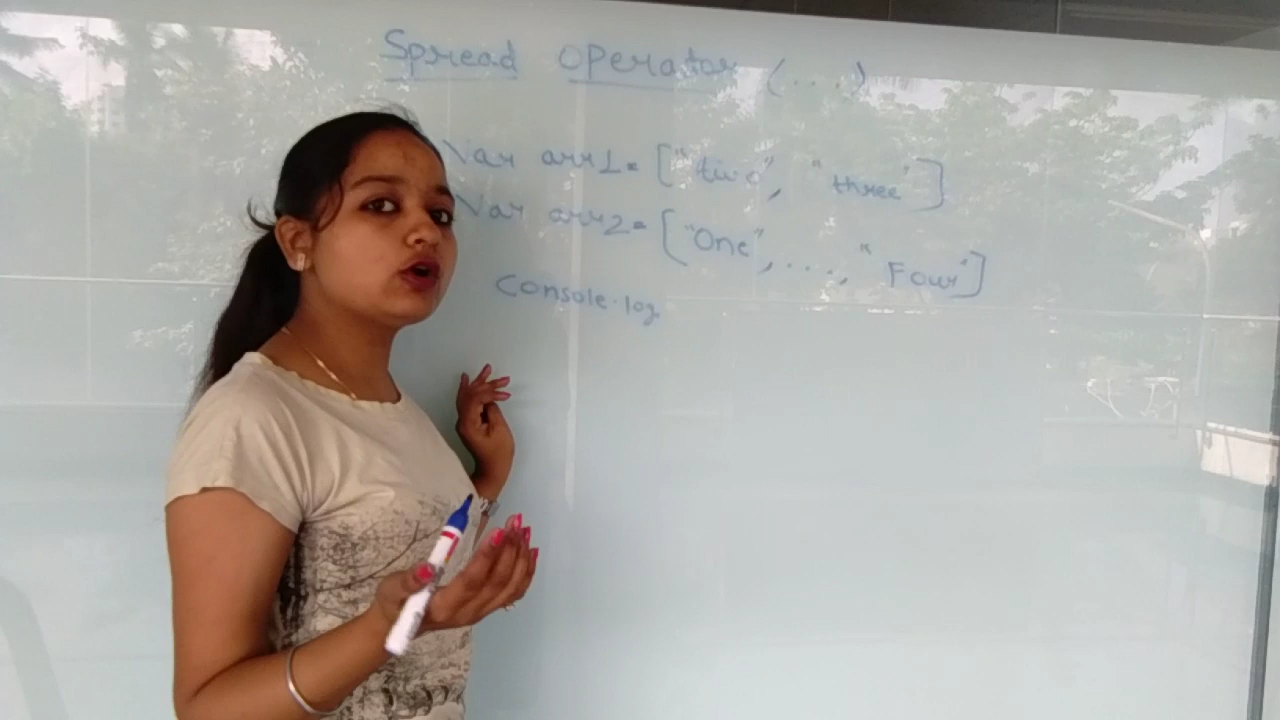 Spread Operator (...)
Var arr1 = ["two", "three"]
Var arr2 = ["One", ..., "Four"]
Console.log